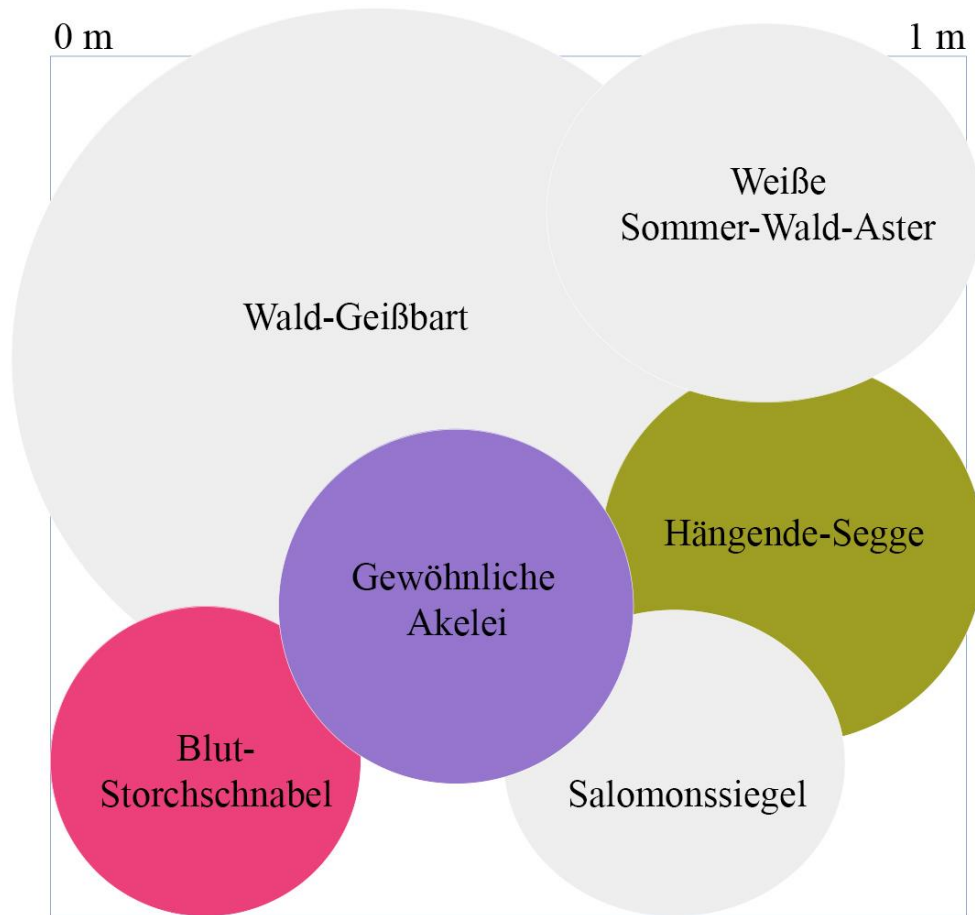 0 m
1 m
Weiße
Sommer-Wald-Aster
Wald-Geißbart
Hängende-Segge
Gewöhnliche
Akelei
Blut-
Storchschnabel
Salomonssiegel